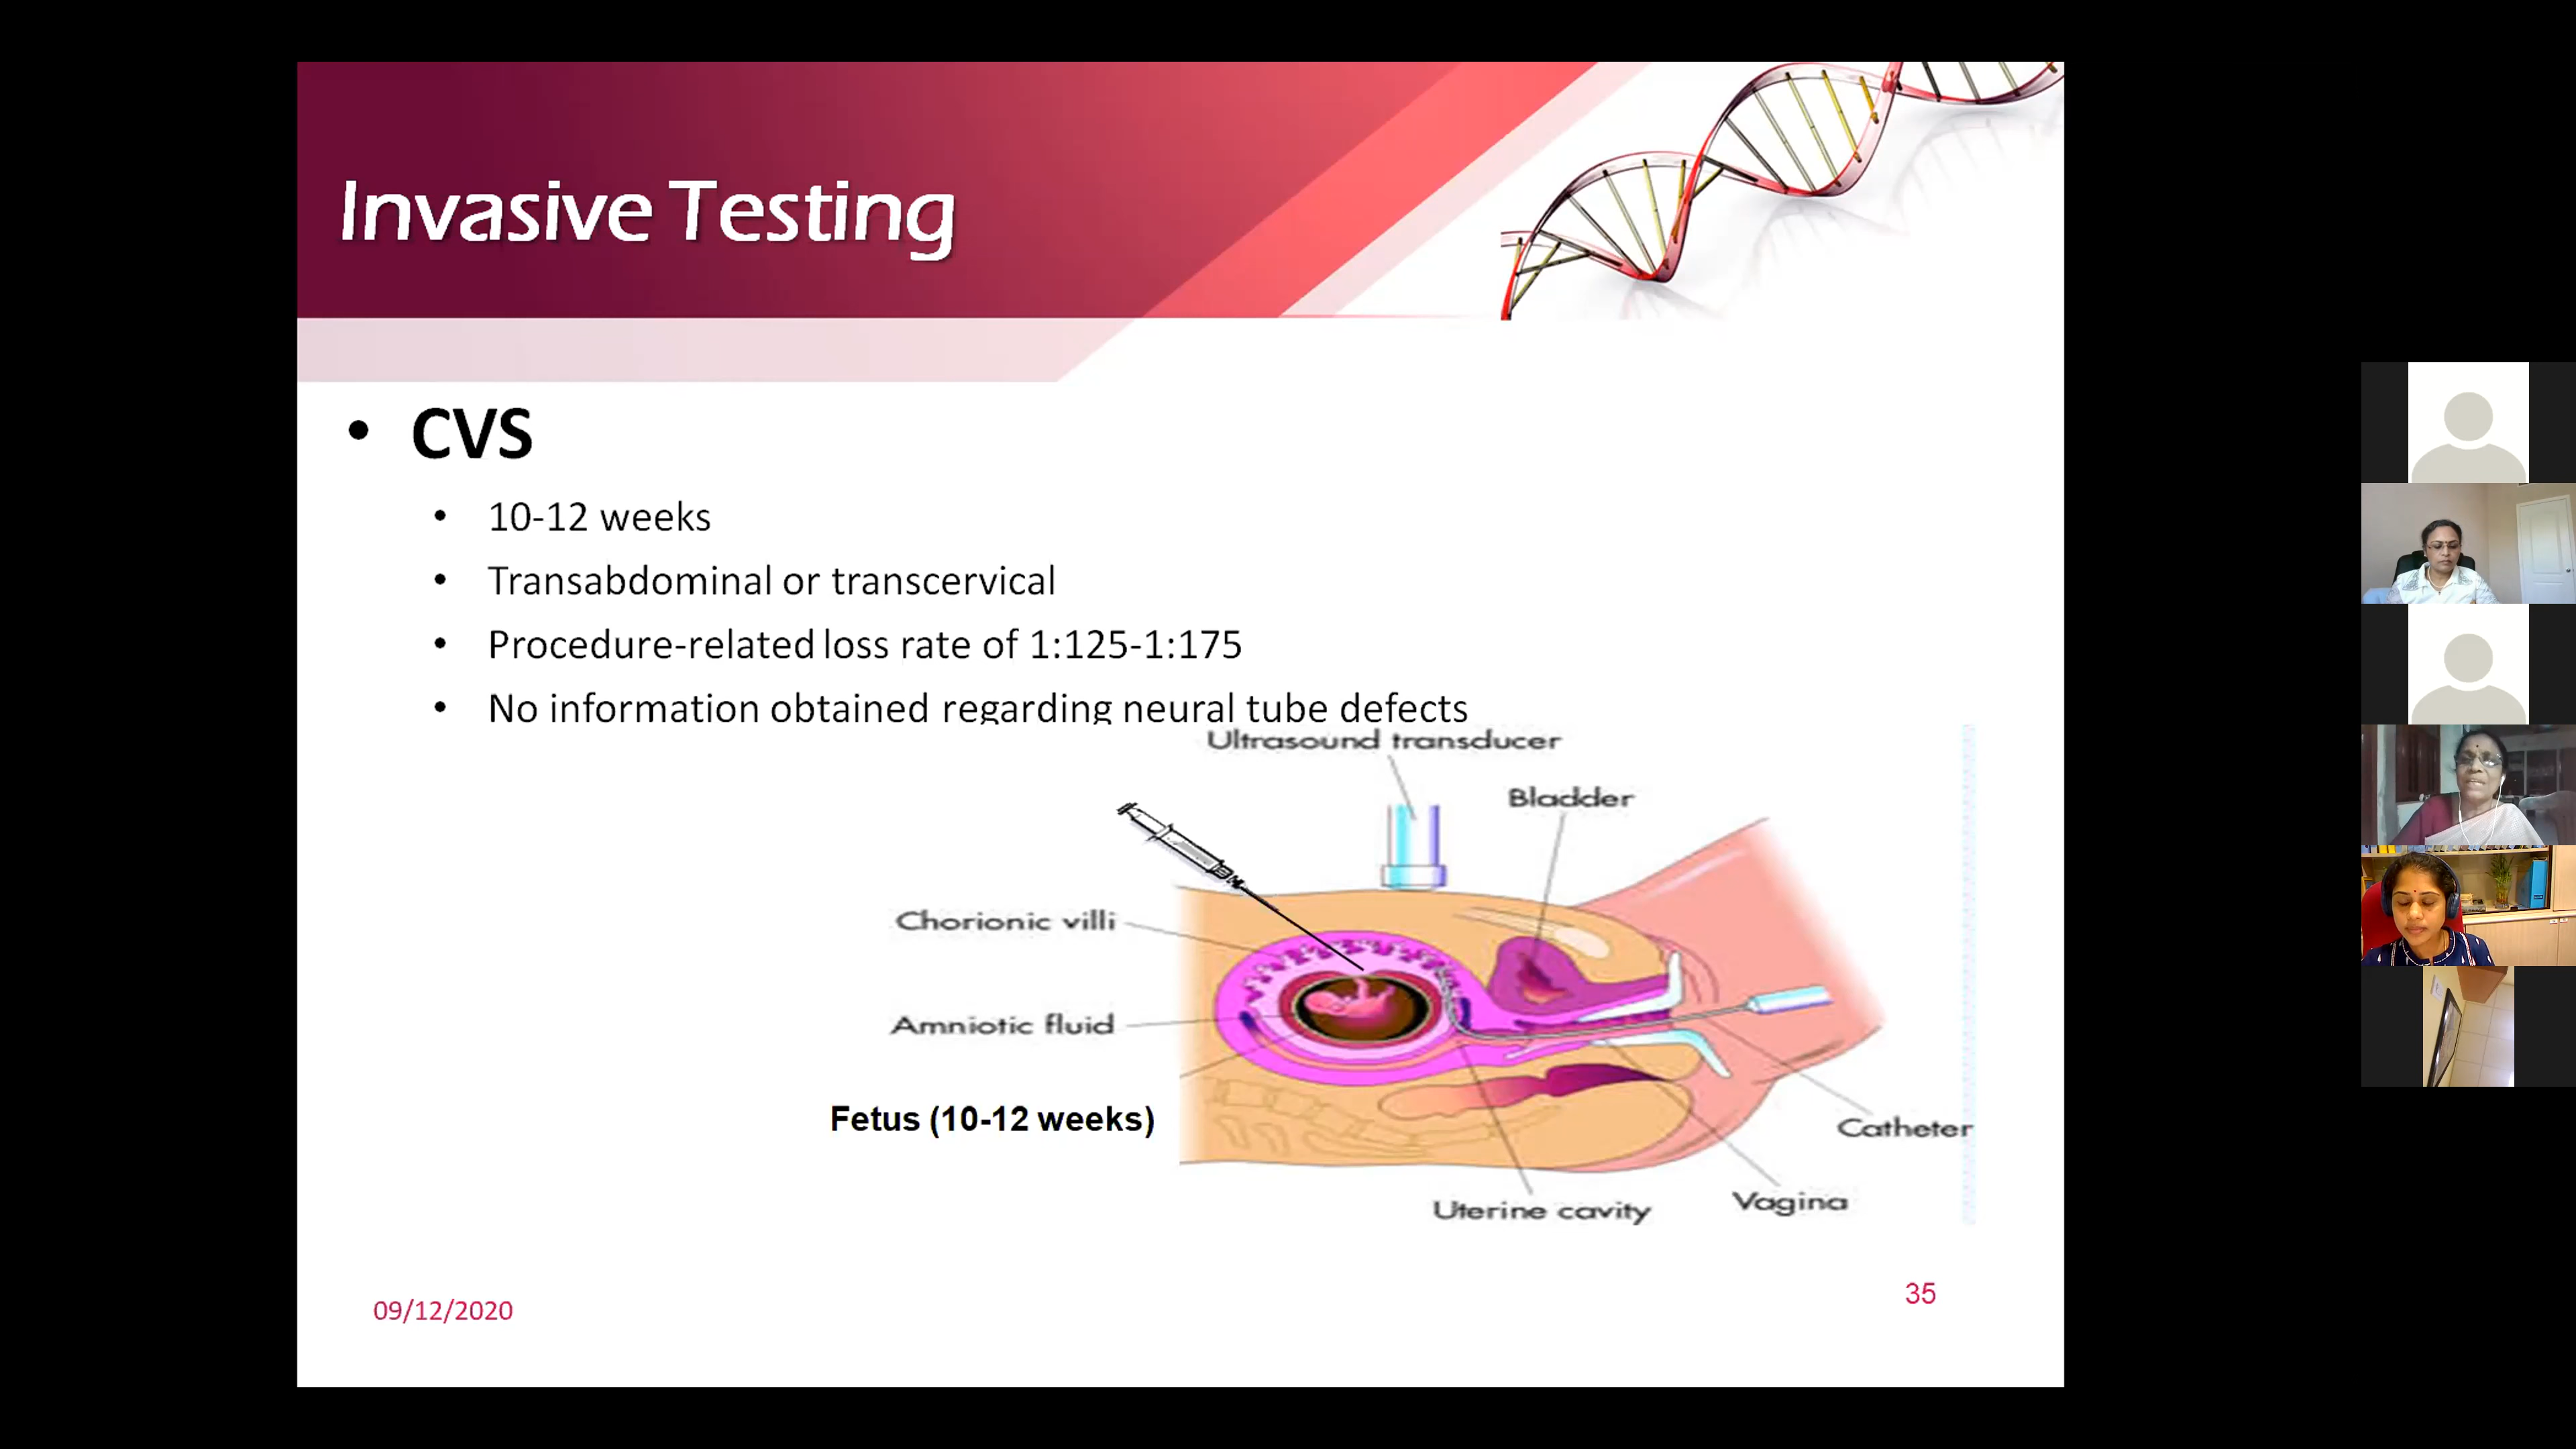 Invasive Testing
• CVS
• 10-12 weeks
• Transabdominal or transcervical
• Procedure-related loss rate of 1:125-1:175
• No information obtained regarding neural tube defects
Ultrasound transducer
Bladder
Chorionic villi
Amniotic fluid
Fetus (10-12 weeks)
Catheter
Vagina
Uterine cavity
09/12/2020
35